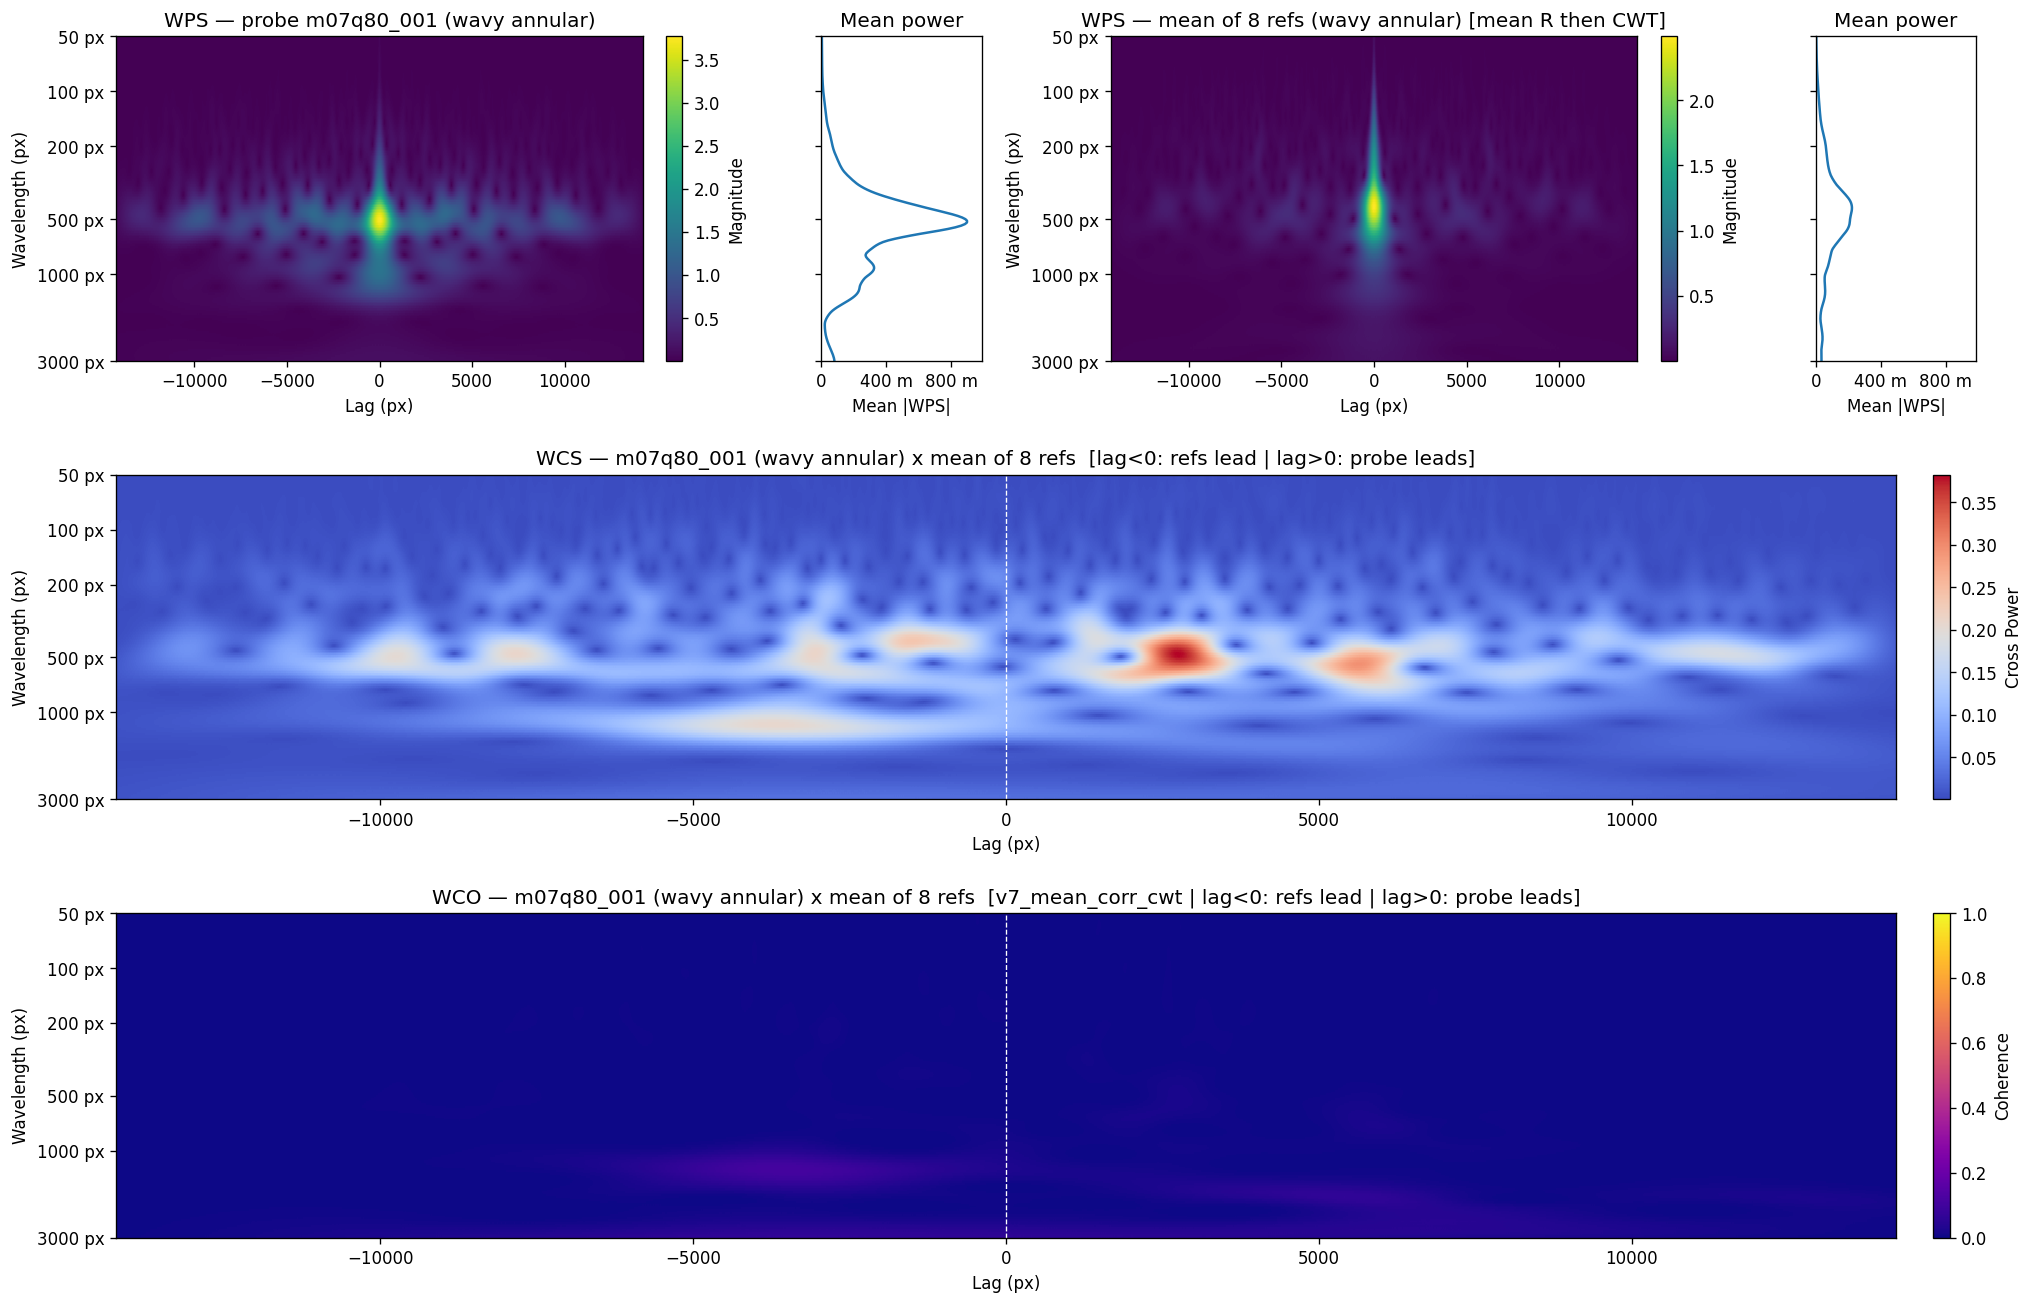 WPS — probe m07q80_001 (wavy annular)
50 px
100 px
200 px
500 px
1000 px
3000 px
Wavelength (px)
−10000
−5000
0
5000
10000
Lag (px)
3.5
3.0
2.5
2.0
1.5
1.0
0.5
Magnitude
Mean power
0
400 m
800 m
Mean |WPS|
WPS — mean of 8 refs (wavy annular) [mean R then CWT]
50 px
100 px
200 px
500 px
1000 px
3000 px
Wavelength (px)
−10000
−5000
0
5000
10000
Lag (px)
2.0
1.5
1.0
0.5
Magnitude
Mean power
0
400 m
800 m
Mean |WPS|
WCS — m07q80_001 (wavy annular) x mean of 8 refs  [lag<0: refs lead | lag>0: probe leads]
50 px
100 px
200 px
500 px
1000 px
3000 px
Wavelength (px)
−10000
−5000
0
5000
10000
Lag (px)
0.35
0.30
0.25
0.20
0.15
0.10
0.05
Cross Power
WCO — m07q80_001 (wavy annular) x mean of 8 refs  [v7_mean_corr_cwt | lag<0: refs lead | lag>0: probe leads]
50 px
100 px
200 px
500 px
1000 px
3000 px
Wavelength (px)
−10000
−5000
0
5000
10000
Lag (px)
1.0
0.8
0.6
0.4
0.2
0.0
Coherence